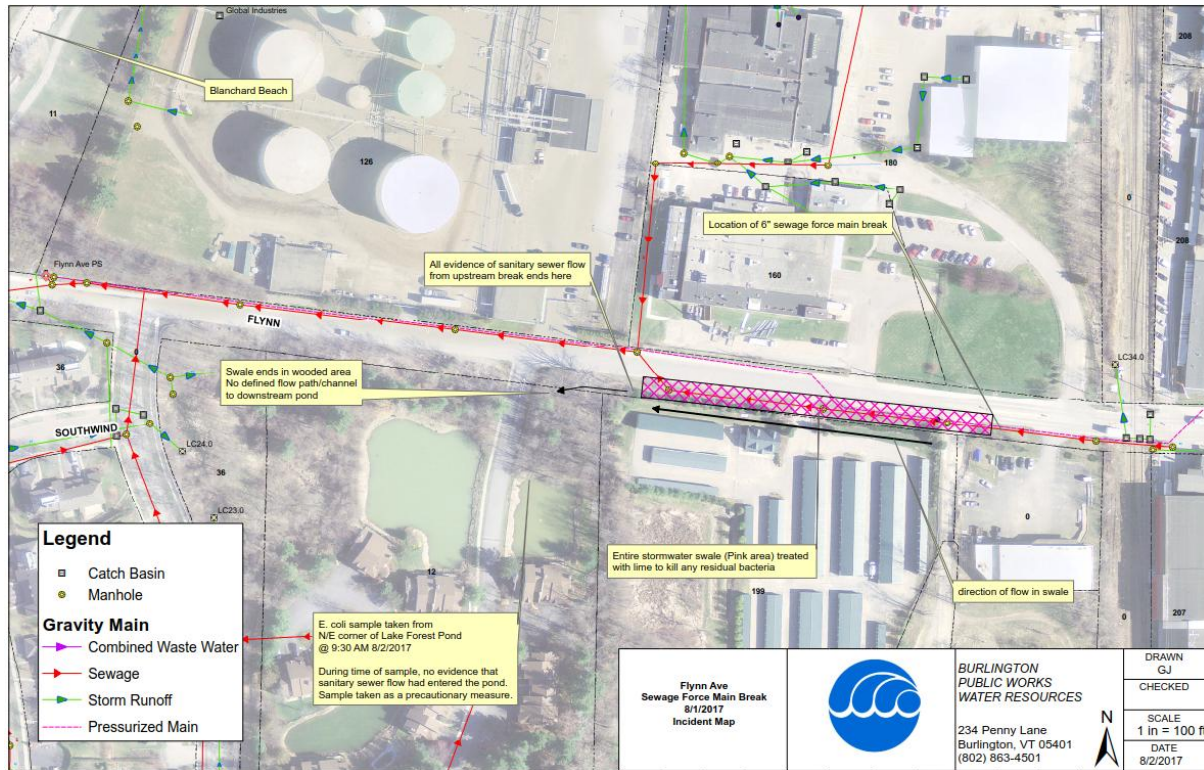 Global Industries
Blanchard Beach
11
126
180
208
208
0
Location of 6" sewage force main break
All evidence of sanitary sewer flow
from upstream break ends here
160
Flynn Ave PS
FLYNN
LC34.0
Swale ends in wooded area
No defined flow path/channel
to downstream pond
36
0
SOUTHWIND
LC24.0
36
LC23.0
12
0
Entire stormwater swale (Pink area) treated
with lime to kill any residual bacteria
199
direction of flow in swale
0
207
E. coli sample taken from
N/E corner of Lake Forest Pond
@ 9:30 AM 8/2/2017
During time of sample, no evidence that
sanitary sewer flow had entered the pond.
Sample taken as a precautionary measure.
Legend
Catch Basin
Manhole
Gravity Main
Combined Waste Water
Sewage
Storm Runoff
Pressurized Main
Flynn Ave
Sewage Force Main Break
8/1/2017
Incident Map
BURLINGTON
PUBLIC WORKS
WATER RESOURCES
234 Penny Lane
Burlington, VT 05401
(802) 863-4501
N
DRAWN
GJ
CHECKED
SCALE
1 in = 100 ft
DATE
8/2/2017